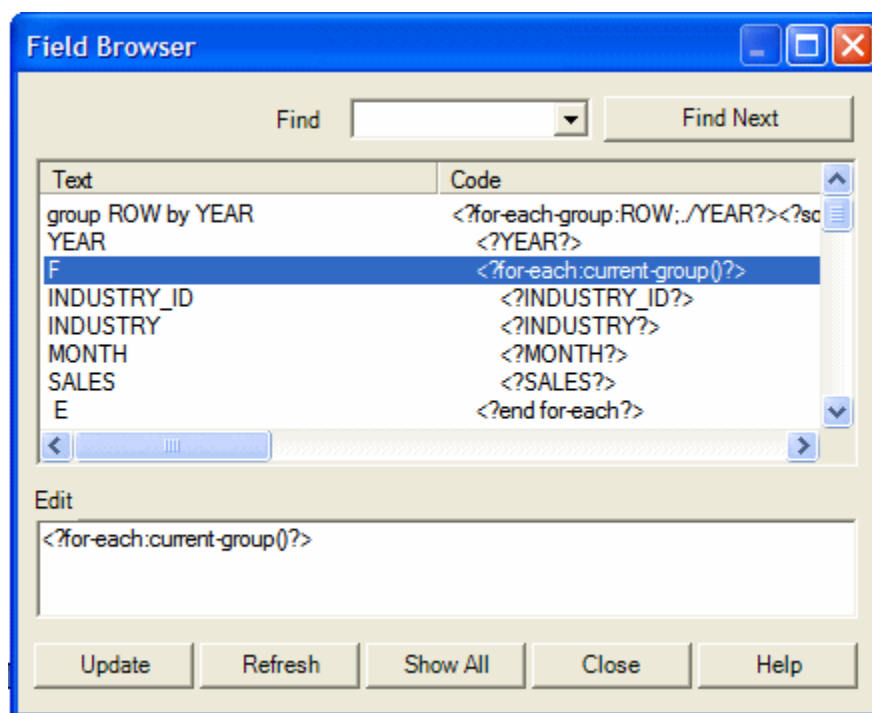 Field Browser
Find Find Next
Text Code
group ROW by YEAR <?for-each-group:ROW;./YEAR?><?so
YEAR <?YEAR?>
F <?for-each:current-group()?>
INDUSTRY_ID <?INDUSTRY_ID?>
INDUSTRY <?INDUSTRY?>
MONTH <?MONTH?>
SALES <?SALES?>
E <?end for-each?>
Edit
<?for-each:current-group()?>
Update Refresh Show All Close Help